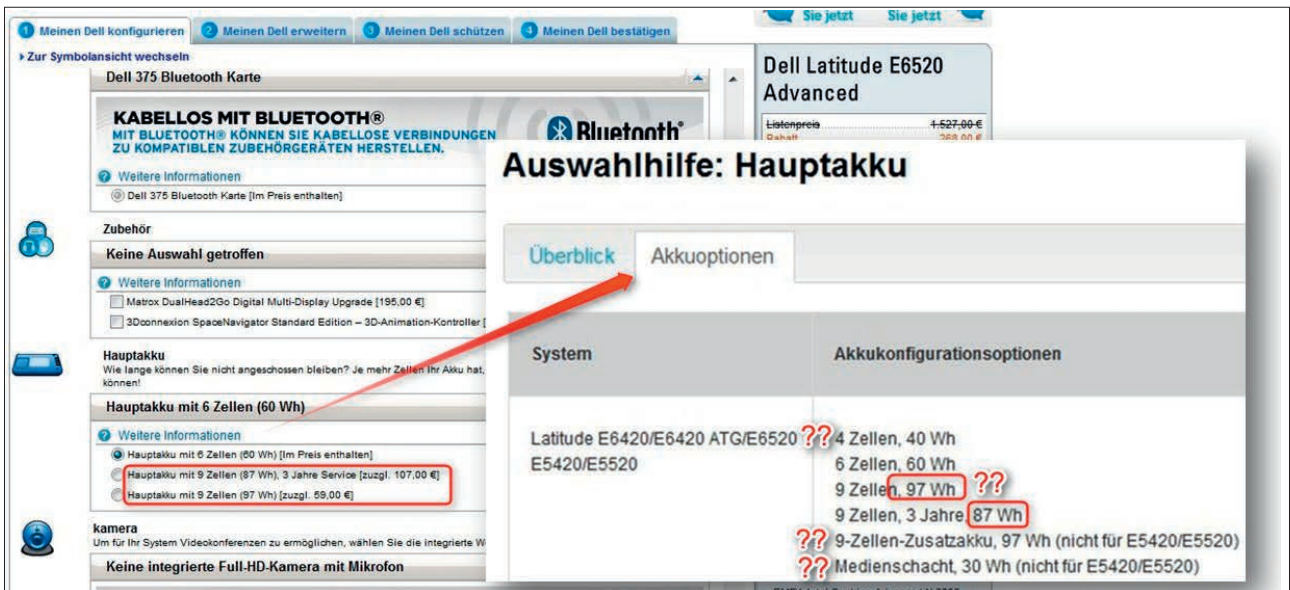 Sie jetzt Sie jetzt
1 Meinen Dell konfigurieren 2 Meinen Dell erweitern 3 Meinen Dell schützen 4 Meinen Dell bestätigen
Zur Symbolansicht wechseln
Dell 375 Bluetooth Karte
KABELLOS MIT BLUETOOTH®
MIT BLUETOOTH® KÖNNEN SIE KABELLOSE VERBINDUNGEN
ZU KOMPATIBLEN ZUBEHÖRGERÄTEN HERSTELLEN.
Bluetooth®
Weitere Informationen
Dell 375 Bluetooth Karte [Im Preis enthalten]
Zubehör
Keine Auswahl getroffen
Weitere Informationen
Matrox DualHead2Go Digital Multi-Display Upgrade [195,00 €]
3Dconnexion SpaceNavigator Standard Edition – 3D-Animation-Kontroller [
Hauptakku
Wie lange können Sie nicht angeschossen bleiben? Je mehr Zellen Ihr Akku hat,
können!
Hauptakku mit 6 Zellen (60 Wh)
Weitere Informationen
Hauptakku mit 6 Zellen (60 Wh) [Im Preis enthalten]
Hauptakku mit 9 Zellen (87 Wh), 3 Jahre Service [zuzgl. 107,00 €]
Hauptakku mit 9 Zellen (97 Wh) [zuzgl. 59,00 €]
kamera
Um für Ihr System Videokonferenzen zu ermöglichen, wählen Sie die integrierte
Keine integrierte Full-HD-Kamera mit Mikrofon
Dell Latitude E6520
Advanced
Listenpreis 1.527,00 €
Rabatt 268,00 €
Auswahlhilfe: Hauptakku
Überblick Akkuoptionen
System Akkukonfigurationsoptionen
Latitude E6420/E6420 ATG/E6520 ?? 4 Zellen, 40 Wh
E5420/E5520 6 Zellen, 60 Wh
9 Zellen, 97 Wh ??
9 Zellen, 3 Jahre, 87 Wh
?? 9-Zellen-Zusatzakku, 97 Wh (nicht für E5420/E5520)
?? Medienschacht, 30 Wh (nicht für E5420/E5520)